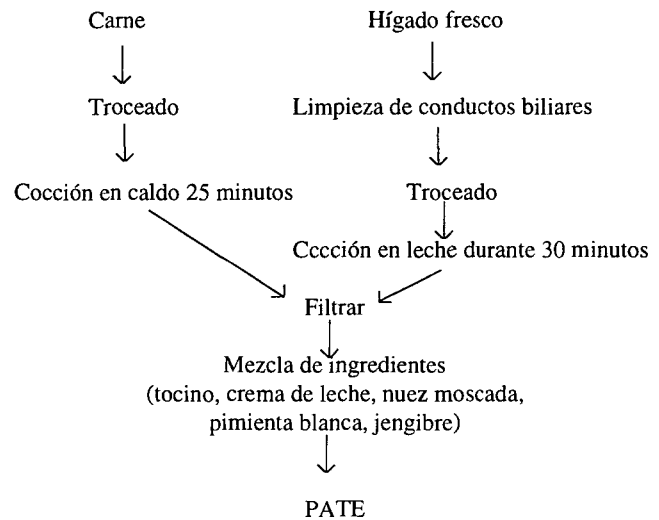 Carne
Hígado fresco
Troceado
Limpieza de conductos biliares
Cocción en caldo 25 minutos
Troceado
Cccción en leche durante 30 minutos
Filtrar
Mezcla de ingredientes
(tocino, crema de leche, nuez moscada,
pimienta blanca, jengibre)
PATE